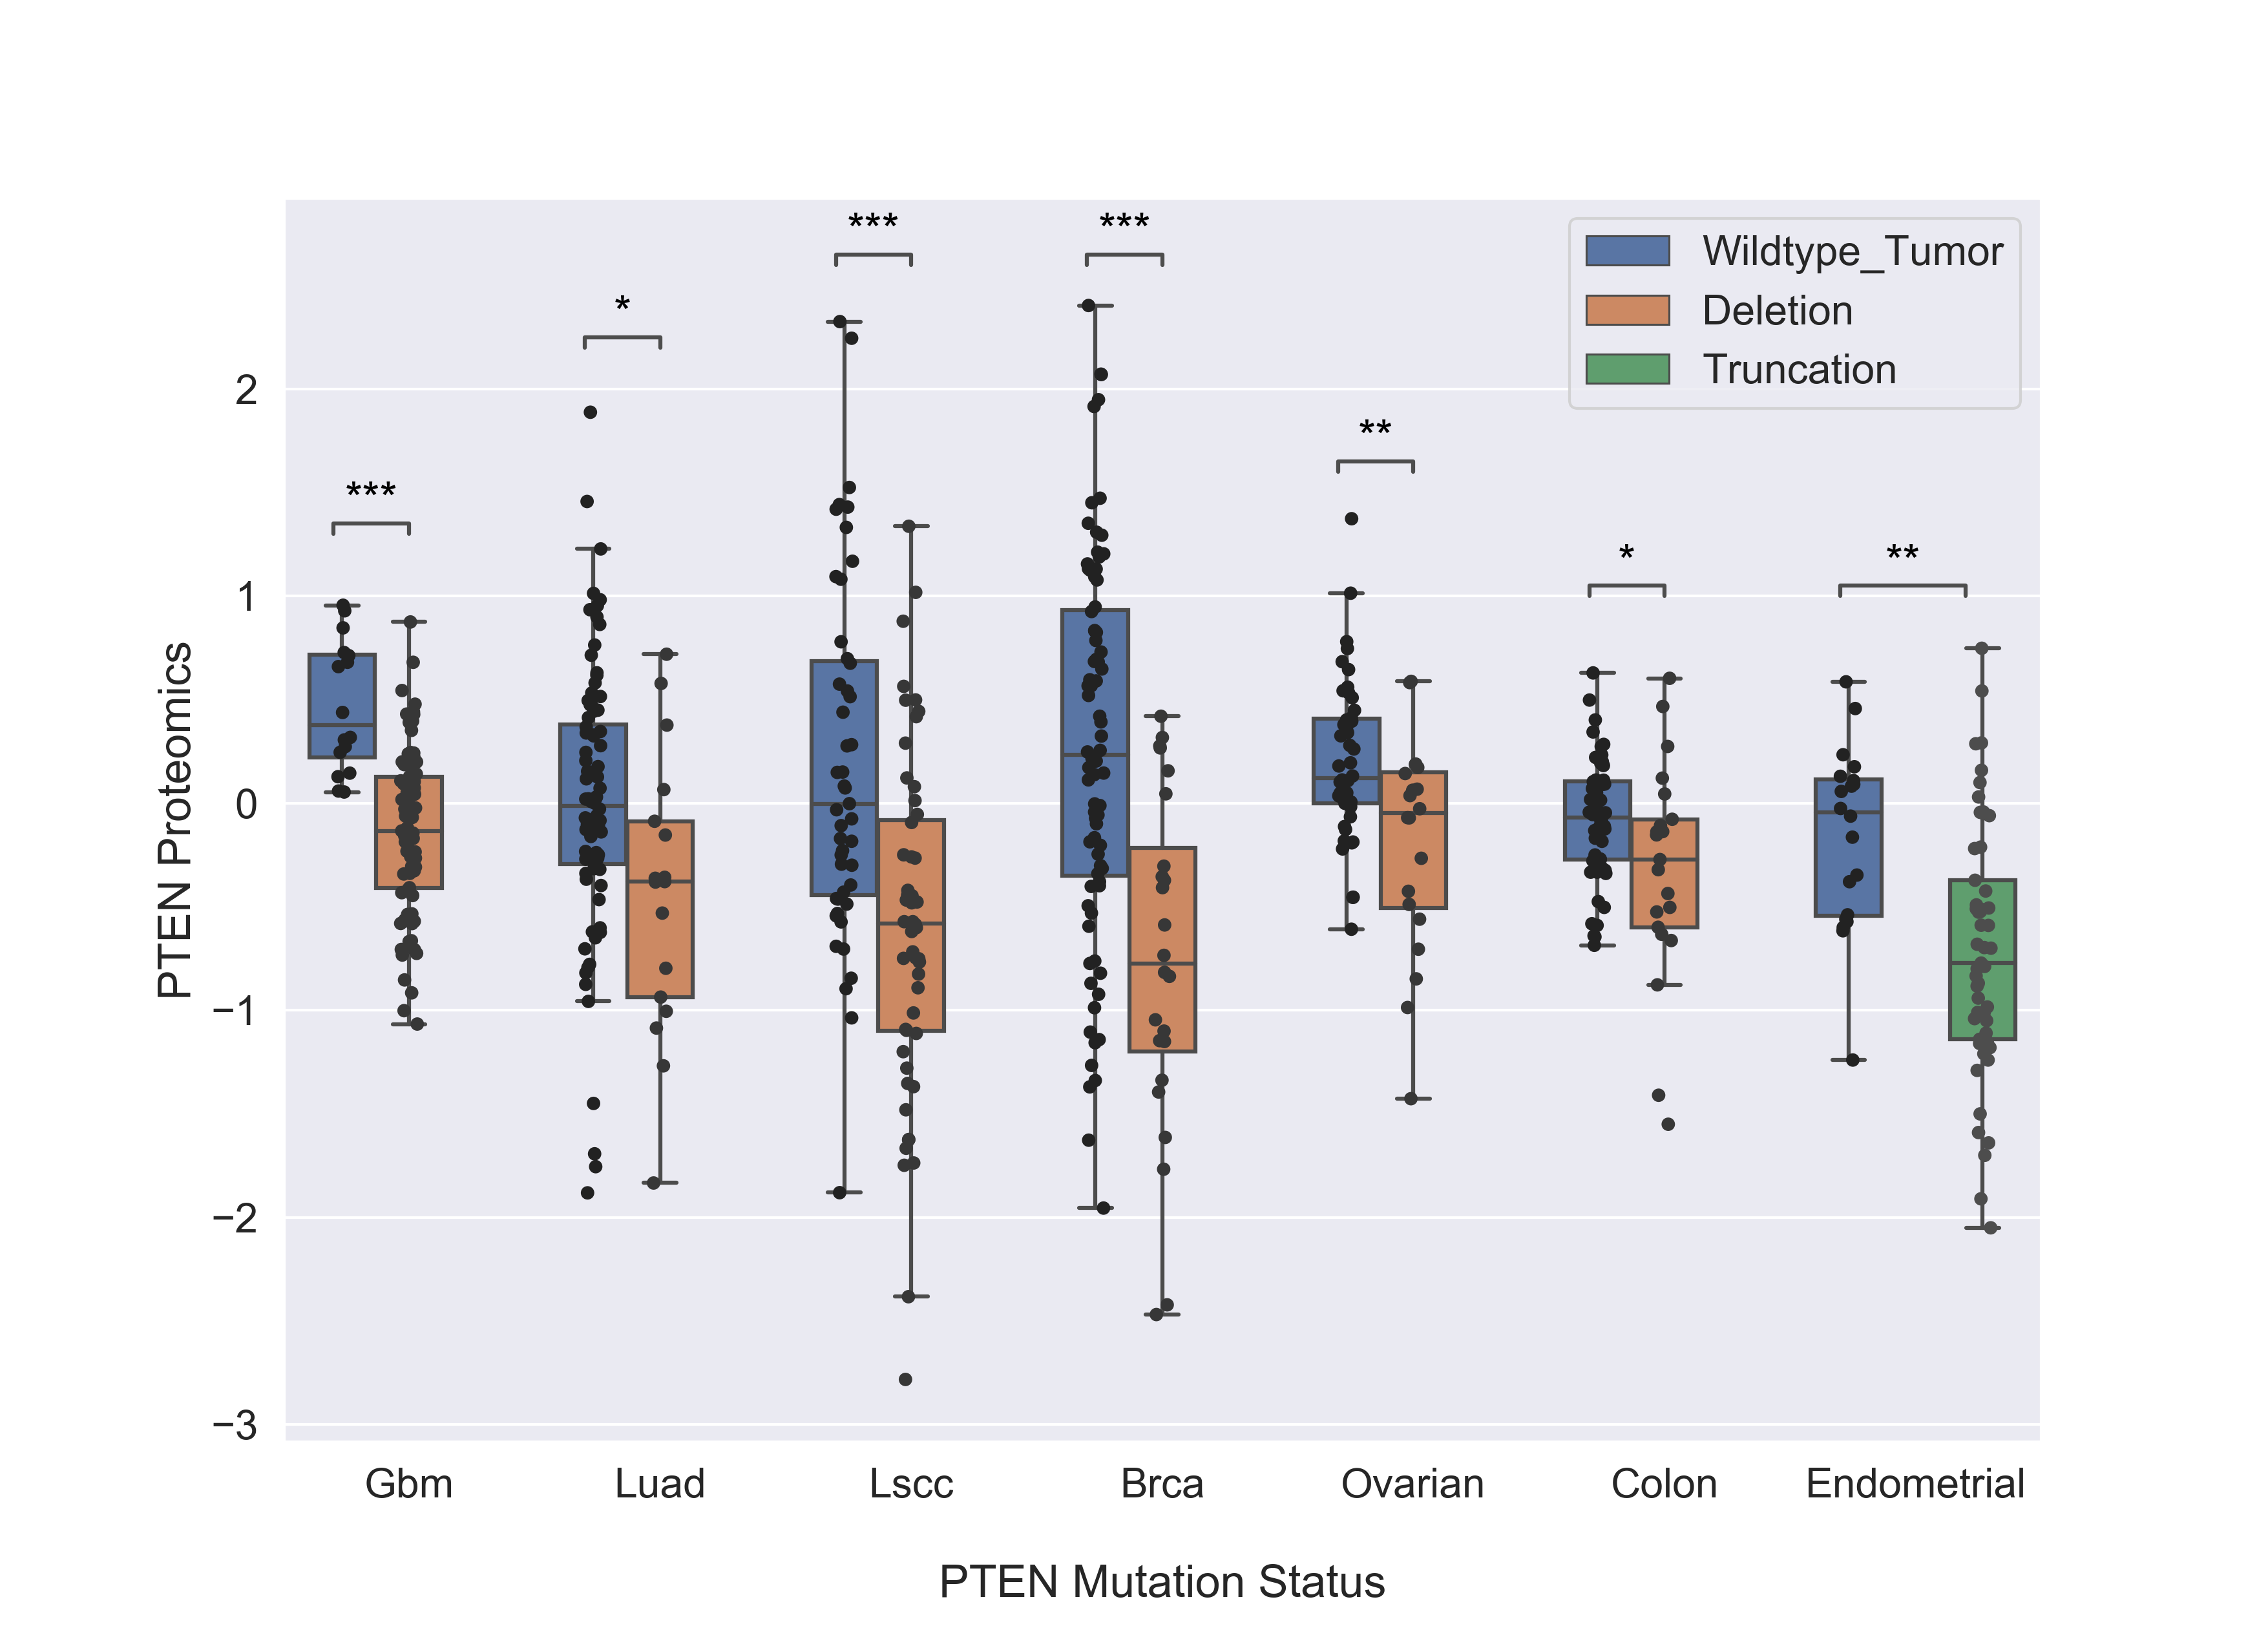 ***
***
*
**
***
*
**
Wildtype_Tumor
Deletion
Truncation
PTEN Proteomics
2
1
0
−1
−2
−3
Gbm
Luad
Lscc
Brca
Ovarian
Colon
Endometrial
PTEN Mutation Status